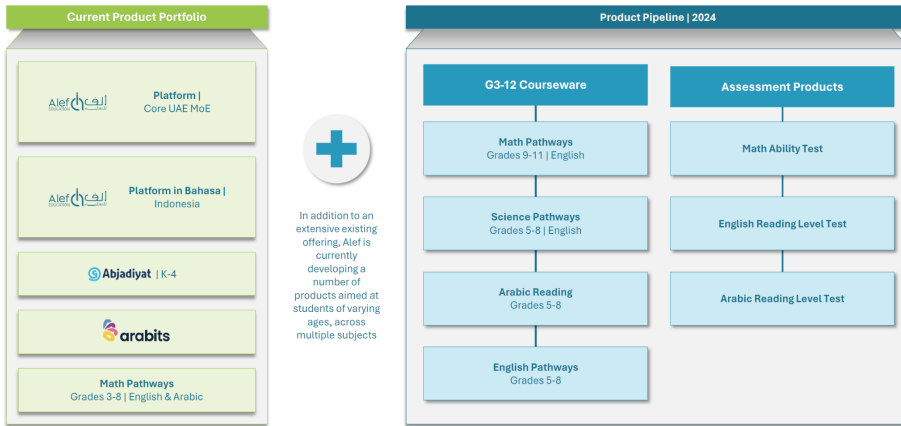 Current Product Portfolio
Alef
EDUCATION
ألف
للتعليم
Platform |
Core UAE MoE
Alef
EDUCATION
ألف
للتعليم
Platform in Bahasa |
Indonesia
Abjadiyat | K-4
arabits
Math Pathways
Grades 3-8 | English & Arabic
In addition to an
extensive existing
offering, Alef is
currently
developing a
number of
products aimed at
students of varying
ages, across
multiple subjects
Product Pipeline | 2024
G3-12 Courseware
Math Pathways
Grades 9-11 | English
Science Pathways
Grades 5-8 | English
Arabic Reading
Grades 5-8
English Pathways
Grades 5-8
Assessment Products
Math Ability Test
English Reading Level Test
Arabic Reading Level Test